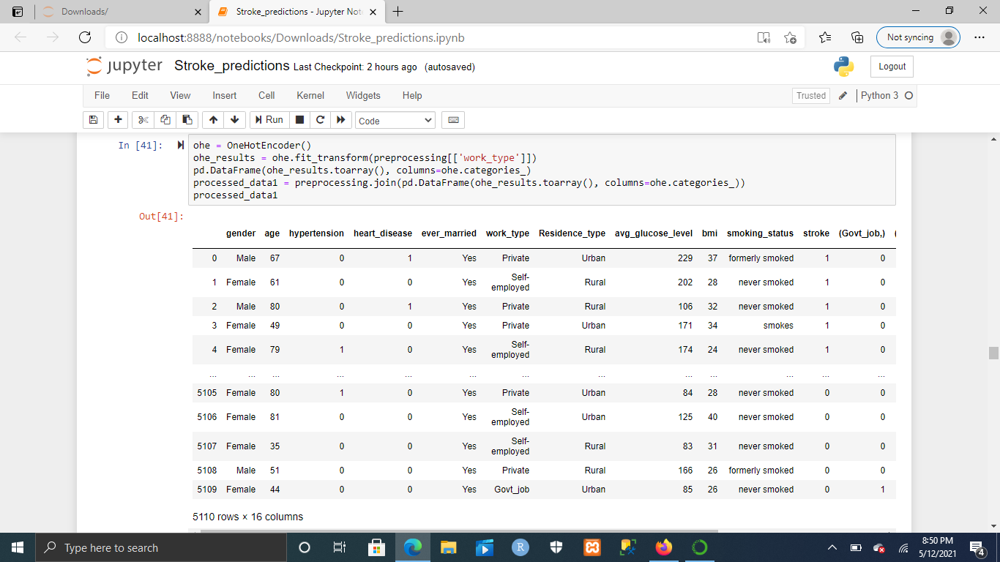 Downloads/
Stroke_predictions - Jupyter Not
localhost:8888/notebooks/Downloads/Stroke_predictions.ipynb
Not syncing
jupyter Stroke_predictions Last Checkpoint: 2 hours ago (autosaved)
Logout
File Edit View Insert Cell Kernel Widgets Help
Trusted Python 3
Run Code
In [41]: ohe = OneHotEncoder()
ohe_results = ohe.fit_transform(preprocessing[['work_type']])
pd.DataFrame(ohe_results.toarray(), columns=ohe.categories_)
processed_data1 = preprocessing.join(pd.DataFrame(ohe_results.toarray(), columns=ohe.categories_))
processed_data1
Out[41]:
gender age hypertension heart_disease ever_married work_type Residence_type avg_glucose_level bmi smoking_status stroke (Govt_job,) (
0 Male 67 0 1 Yes Private Urban 229 37 formerly smoked 1 0
1 Female 61 0 0 Yes Self-employed Rural 202 28 never smoked 1 0
2 Male 80 0 1 Yes Private Rural 106 32 never smoked 1 0
3 Female 49 0 0 Yes Private Urban 171 34 smokes 1 0
4 Female 79 1 0 Yes Self-employed Rural 174 24 never smoked 1 0
... ... ... ... ... ... ... ... ... ... ... ... ...
5105 Female 80 1 0 Yes Private Urban 84 28 never smoked 0 0
5106 Female 81 0 0 Yes Self-employed Urban 125 40 never smoked 0 0
5107 Female 35 0 0 Yes Self-employed Rural 83 31 never smoked 0 0
5108 Male 51 0 0 Yes Private Rural 166 26 formerly smoked 0 0
5109 Female 44 0 0 Yes Govt_job Urban 85 26 never smoked 0 1
5110 rows × 16 columns
Type here to search
R
8:50 PM
5/12/2021
4